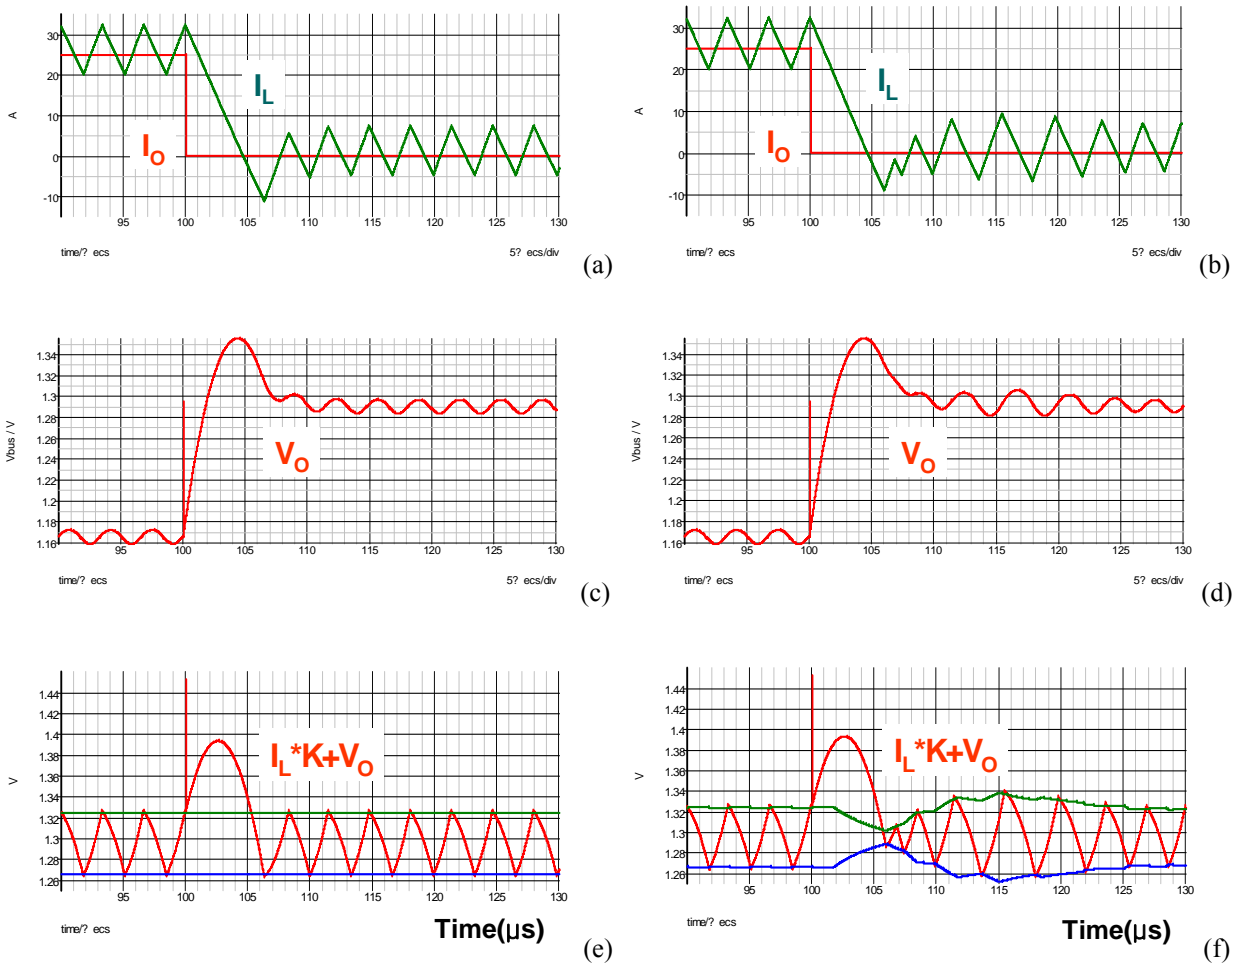 30
20
10
0
-10
A
I_L
I_O
95 100 105 110 115 120 125 130
time/? ecs
5? ecs/div
(a)
30
20
10
0
-10
A
I_L
I_O
95 100 105 110 115 120 125 130
time/? ecs
5? ecs/div
(b)
1.34
1.32
1.3
1.28
1.26
1.24
1.22
1.2
1.18
1.16
Vbus / V
V_O
95 100 105 110 115 120 125 130
time/? ecs
5? ecs/div
(c)
1.34
1.32
1.3
1.28
1.26
1.24
1.22
1.2
1.18
1.16
Vbus / V
V_O
95 100 105 110 115 120 125 130
time/? ecs
5? ecs/div
(d)
1.44
1.42
1.4
1.38
1.36
1.34
1.32
1.3
1.28
1.26
V
I_L*K+V_O
95 100 105 110 115 120 125 130
time/? ecs
Time(μs)
(e)
1.44
1.42
1.4
1.38
1.36
1.34
1.32
1.3
1.28
1.26
V
I_L*K+V_O
95 100 105 110 115 120 125 130
time/? ecs
Time(μs)
(f)